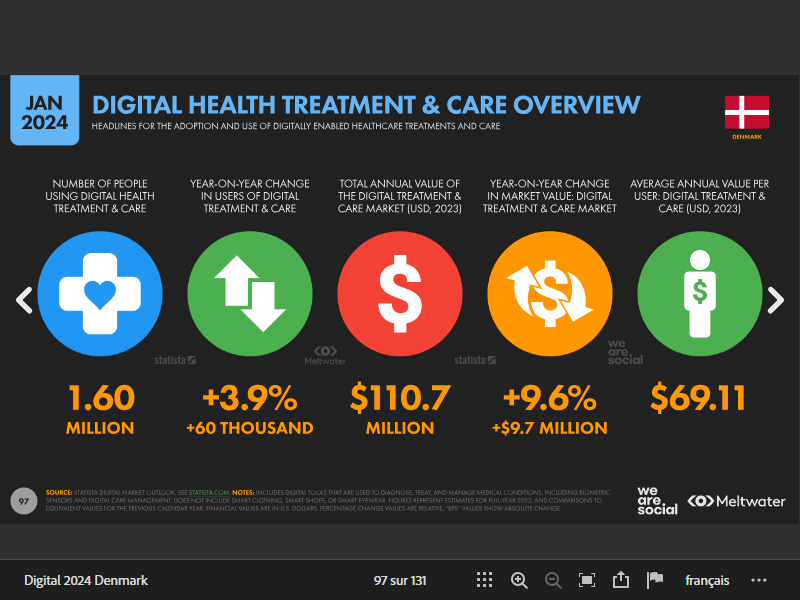 JAN
2024
DIGITAL HEALTH TREATMENT & CARE OVERVIEW
HEADLINES FOR THE ADOPTION AND USE OF DIGITALLY ENABLED HEALTHCARE TREATMENTS AND CARE
DENMARK
NUMBER OF PEOPLE
USING DIGITAL HEALTH
TREATMENT & CARE
YEAR-ON-YEAR CHANGE
IN USERS OF DIGITAL
TREATMENT & CARE
TOTAL ANNUAL VALUE OF
THE DIGITAL TREATMENT &
CARE MARKET (USD, 2023)
YEAR-ON-YEAR CHANGE
IN MARKET VALUE: DIGITAL
TREATMENT & CARE MARKET
AVERAGE ANNUAL VALUE PER
USER: DIGITAL TREATMENT &
CARE (USD, 2023)
$
$
$
statista
Meltwater
statista
we
are.
social
1.60
MILLION
+3.9%
+60 THOUSAND
$110.7
MILLION
+9.6%
+$9.7 MILLION
$69.11
97
SOURCE: STATISTA DIGITAL MARKET OUTLOOK. SEE STATISTA.COM. NOTES: INCLUDES DIGITAL TOOLS THAT ARE USED TO DIAGNOSE, TREAT, AND MANAGE MEDICAL CONDITIONS, INCLUDING BIOMETRIC
SENSORS AND DIGITAL CARE MANAGEMENT. DOES NOT INCLUDE SMART CLOTHING, SMART SHOES, OR SMART EYEWEAR. FIGURES REPRESENT ESTIMATES FOR FULL-YEAR 2023, AND COMPARISONS TO
EQUIVALENT VALUES FOR THE PREVIOUS CALENDAR YEAR. FINANCIAL VALUES ARE IN U.S. DOLLARS. PERCENTAGE CHANGE VALUES ARE RELATIVE; "BPS" VALUES SHOW ABSOLUTE CHANGE.
we
are.
social
Meltwater
Digital 2024 Denmark
97 sur 131
français